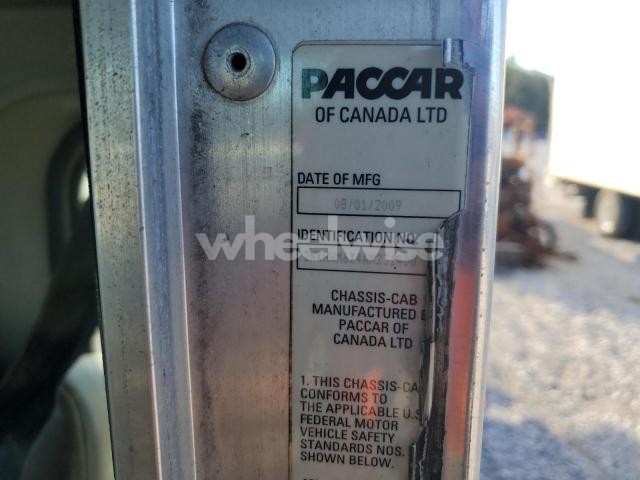 PACCAR
OF CANADA LTD
DATE OF MFG
08/01/2009
IDENTIFICATION NO.
wheelwise
CHASSIS-CAB
MANUFACTURED
PACCAR OF
CANADA LTD
1. THIS CHASSIS-CA
CONFORMS TO
THE APPLICABLE U.S
FEDERAL MOTOR
VEHICLE SAFETY
STANDARDS NOS.
SHOWN BELOW.